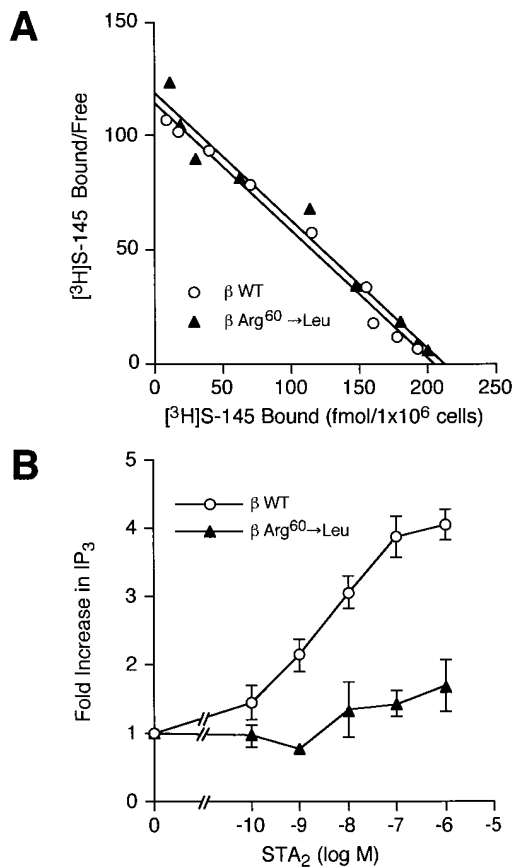 A
150
100
50
0
[³H]S-145 Bound/Free
β WT
β Arg⁶⁰→Leu
0 50 100 150 200 250
[³H]S-145 Bound (fmol/1x10⁶ cells)
B
5
4
3
2
1
0
Fold Increase in IP₃
β WT
β Arg⁶⁰→Leu
0 -10 -9 -8 -7 -6 -5
STA₂ (log M)